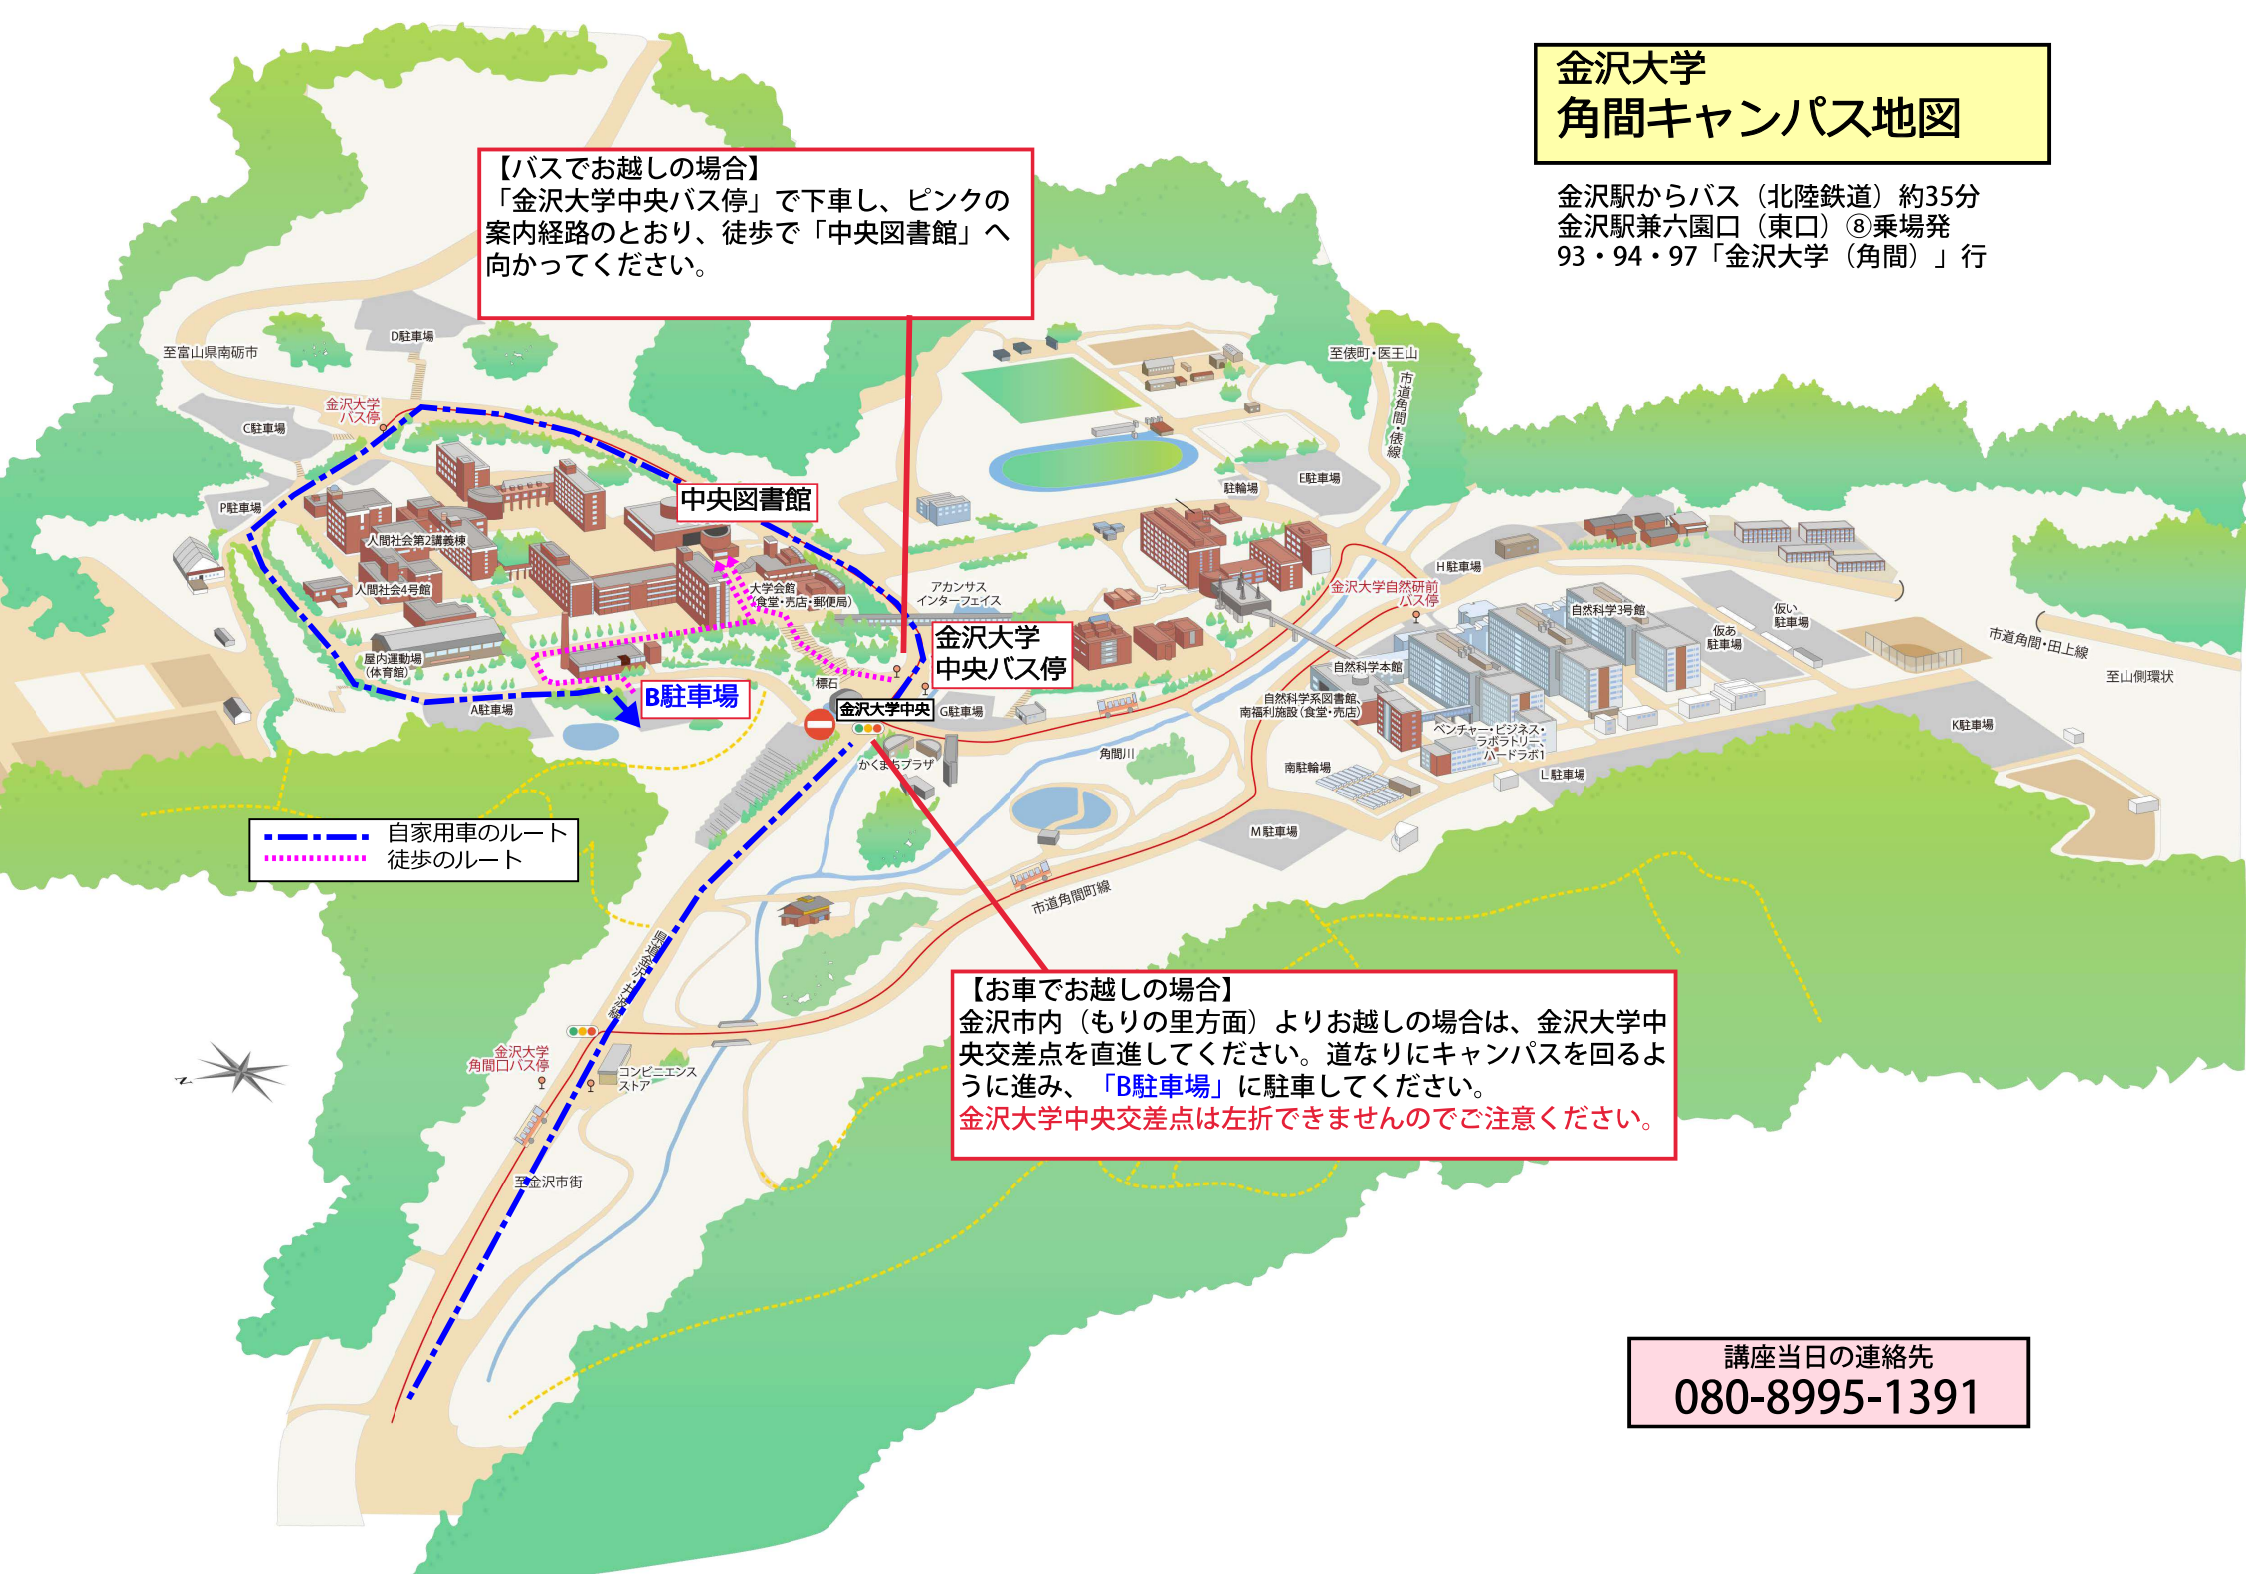 金沢大学
角間キャンパス地図
金沢駅からバス（北陸鉄道）約35分
金沢駅兼六園口（東口）⑧乗場発
93・94・97「金沢大学（角間）」行
【バスでお越しの場合】
「金沢大学中央バス停」で下車し、ピンクの
案内経路のとおり、徒歩で「中央図書館」へ
向かってください。
D駐車場
至富山県南砺市
金沢大学
バス停
C駐車場
P駐車場
至俵町・医王山
市道角間・俵線
E駐車場
駐輪場
中央図書館
人間社会第2講義棟
人間社会4号館
大学会館
（食堂・売店・郵便局）
アカンサス
インターフェイス
金沢大学
中央バス停
金沢大学自然研前
バス停
H駐車場
自然科学3号館
仮い
駐車場
仮あ
駐車場
市道角間・田上線
至山側環状
屋内運動場
（体育館）
A駐車場
B駐車場
標石
金沢大学中央
G駐車場
自然科学本館
自然科学系図書館、
南福利施設（食堂・売店）
ベンチャー・ビジネス・
ラボラトリー、
ハードラボ1
K駐車場
L駐車場
角間川
南駐輪場
かくまちプラザ
M駐車場
自家用車のルート
徒歩のルート
市道角間町線
金沢大学
角間口バス停
コンビニエンス
ストア
N
至金沢市街
【お車でお越しの場合】
金沢市内（もりの里方面）よりお越しの場合は、金沢大学中
央交差点を直進してください。道なりにキャンパスを回るよ
うに進み、「B駐車場」に駐車してください。
金沢大学中央交差点は左折できませんのでご注意ください。
講座当日の連絡先
080-8995-1391